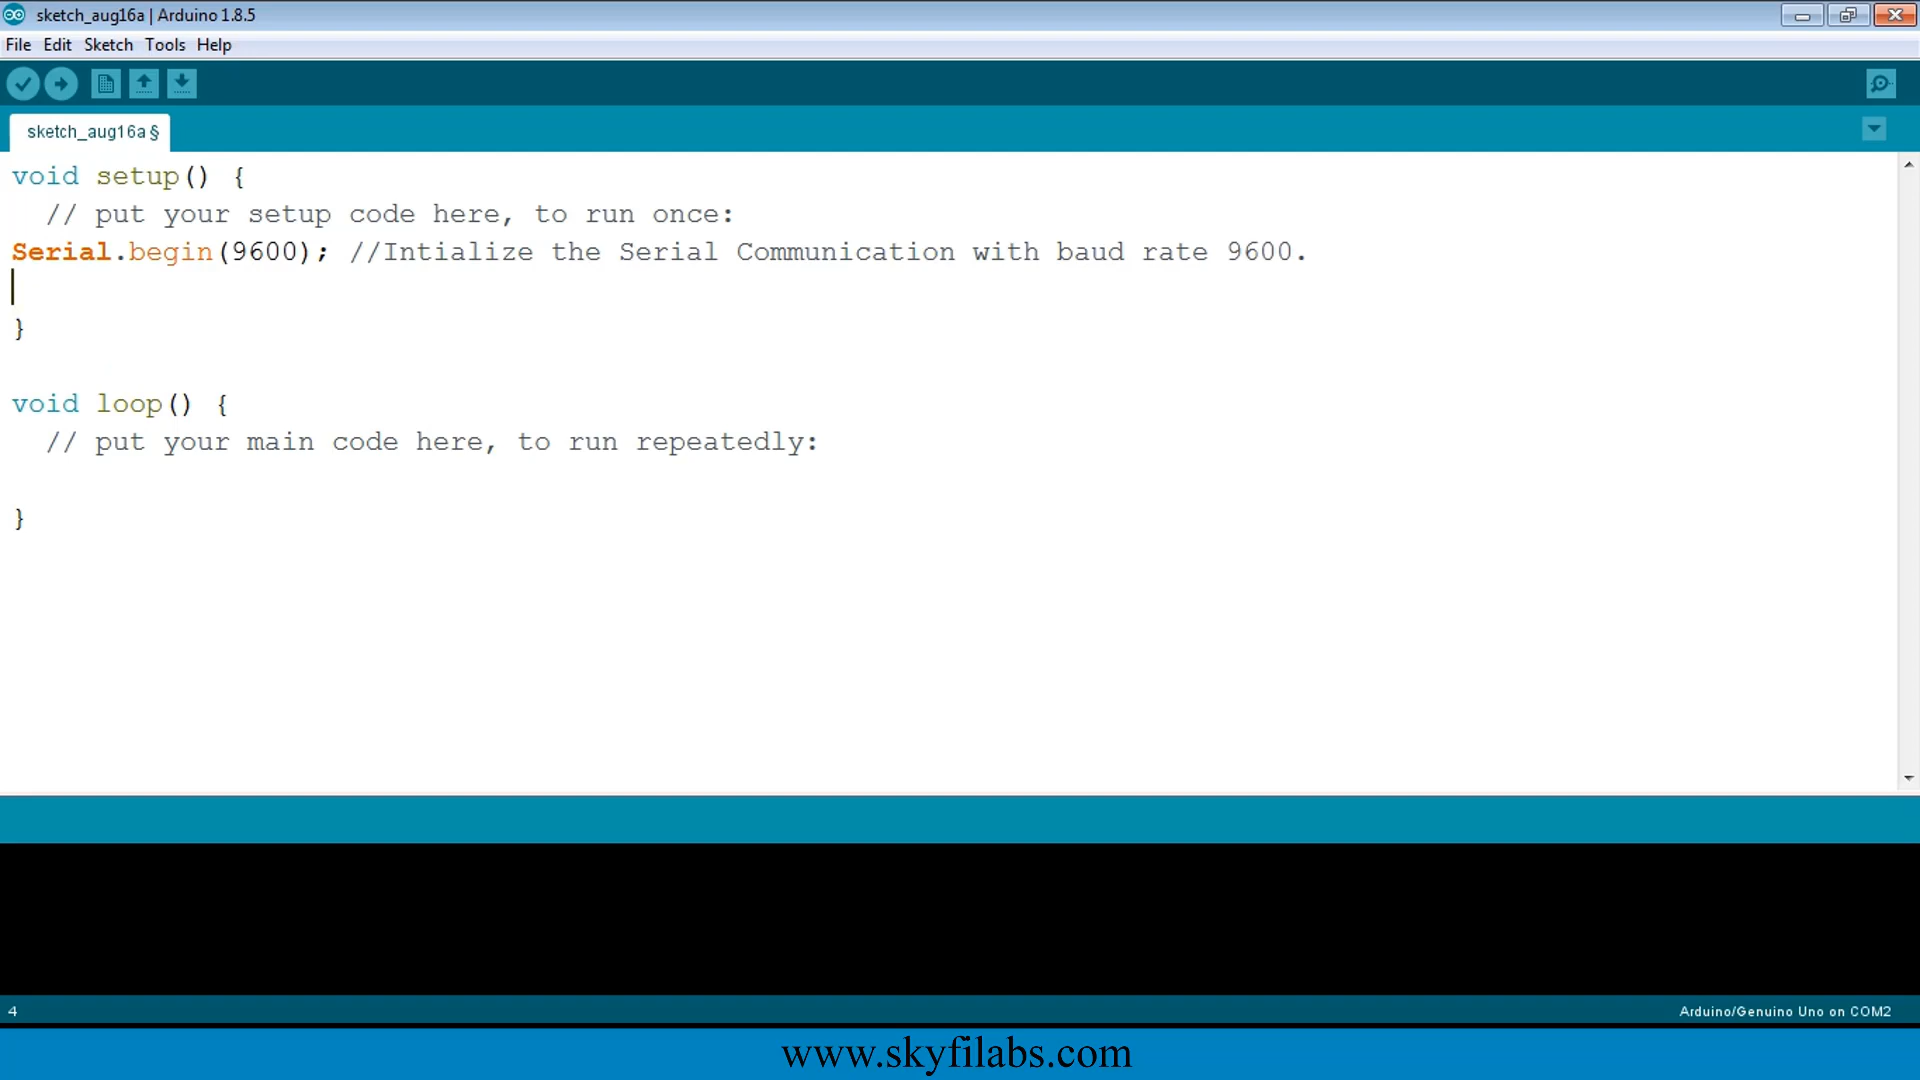 sketch_aug16a | Arduino 1.8.5
File Edit Sketch Tools Help
sketch_aug16a §
void setup() {
// put your setup code here, to run once:
Serial.begin(9600); //Intialize the Serial Communication with baud rate 9600.
}
void loop() {
// put your main code here, to run repeatedly:
}
4
Arduino/Genuino Uno on COM2
www.skyfilabs.com